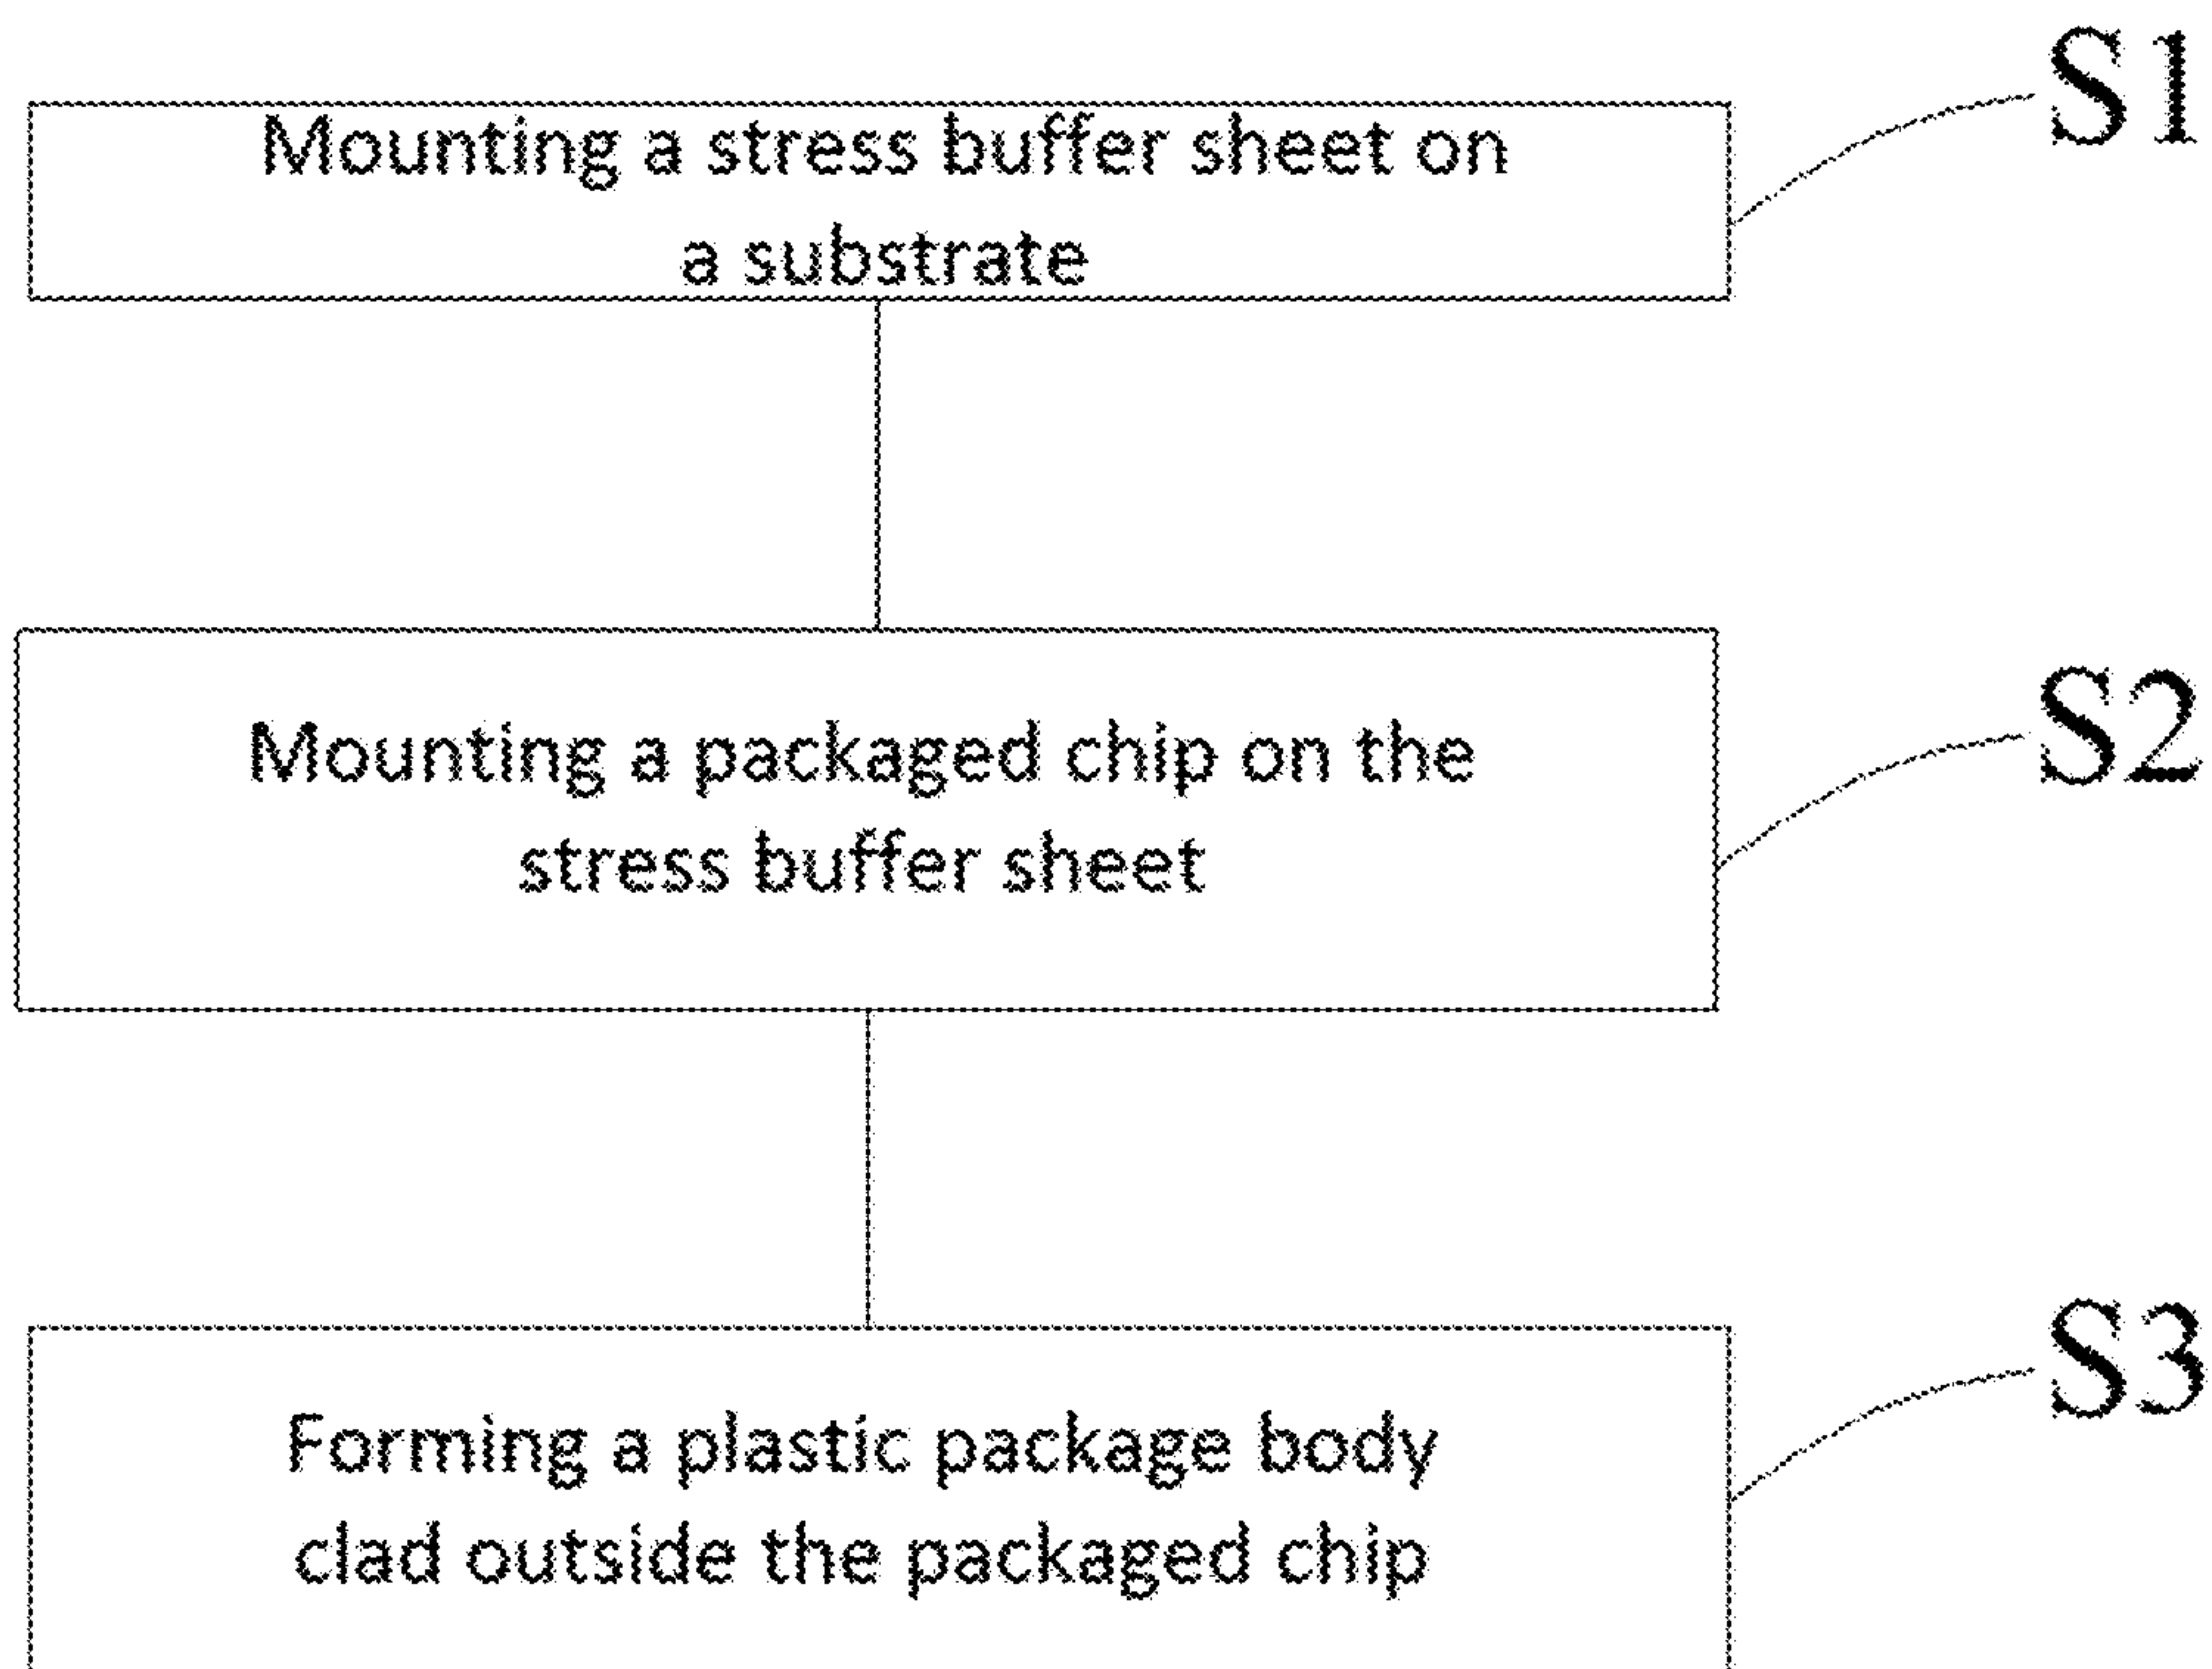 S1
Mounting a stress buffer sheet on
a substrate
S2
Mounting a packaged chip on the
stress buffer sheet
S3
Forming a plastic package body
clad outside the packaged chip